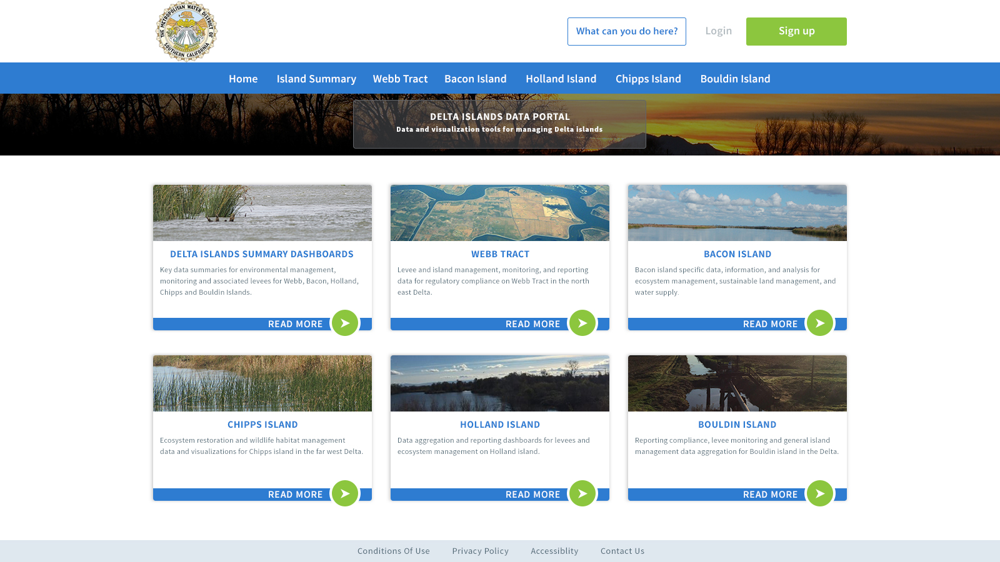 THE METROPOLITAN WATER DISTRICT OF
SOUTHERN CALIFORNIA
What can you do here?
Login
Sign up
Home
Island Summary
Webb Tract
Bacon Island
Holland Island
Chipps Island
Bouldin Island
DELTA ISLANDS DATA PORTAL
Data and visualization tools for managing Delta islands
DELTA ISLANDS SUMMARY DASHBOARDS
Key data summaries for environmental management,
monitoring and associated levees for Webb, Bacon, Holland,
Chipps and Bouldin Islands.
READ MORE
WEBB TRACT
Levee and island management, monitoring, and reporting
data for regulatory compliance on Webb Tract in the north
east Delta.
READ MORE
BACON ISLAND
Bacon island specific data, information, and analysis for
ecosystem management, sustainable land management, and
water supply.
READ MORE
CHIPPS ISLAND
Ecosystem restoration and wildlife habitat management
data and visualizations for Chipps island in the far west Delta.
READ MORE
HOLLAND ISLAND
Data aggregation and reporting dashboards for levees and
ecosystem management on Holland island.
READ MORE
BOULDIN ISLAND
Reporting compliance, levee monitoring and general island
management data aggregation for Bouldin island in the Delta.
READ MORE
Conditions Of Use
Privacy Policy
Accessiblity
Contact Us